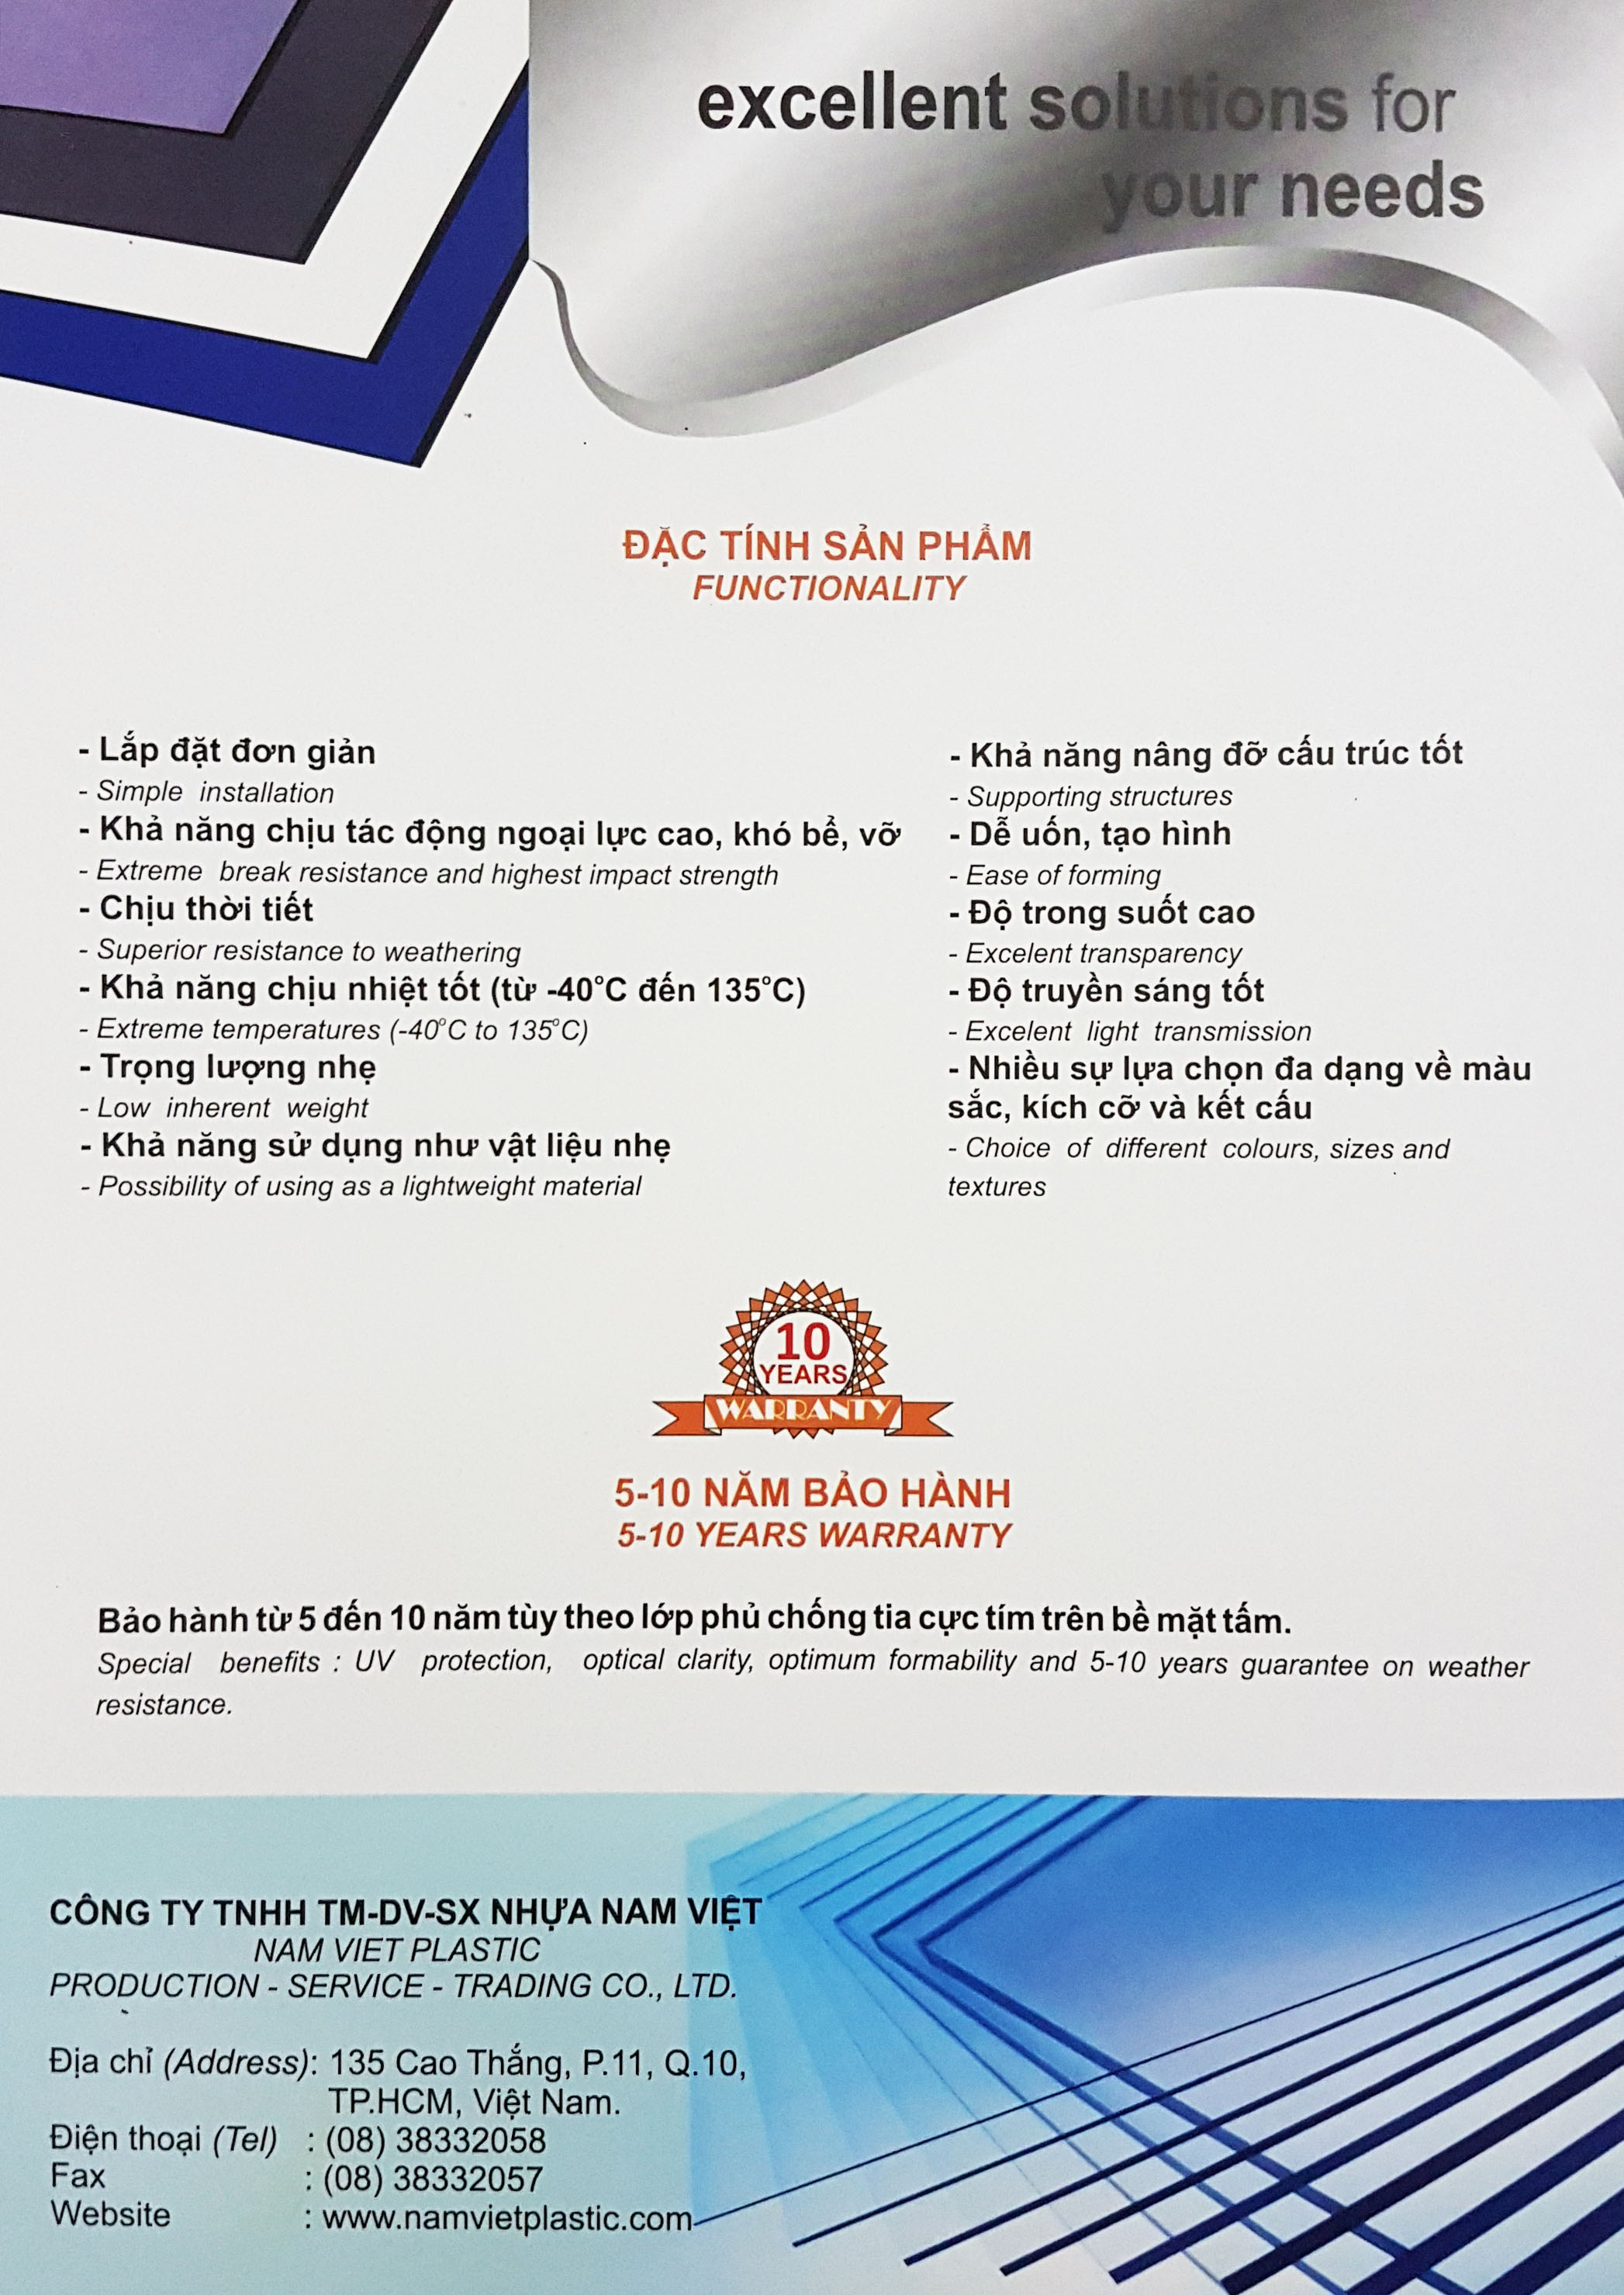 excellent solutions for
your needs
ĐẶC TÍNH SẢN PHẨM
FUNCTIONALITY
- Lắp đặt đơn giản
- Simple installation
- Khả năng chịu tác động ngoại lực cao, khó bể, vỡ
- Extreme break resistance and highest impact strength
- Chịu thời tiết
- Superior resistance to weathering
- Khả năng chịu nhiệt tốt (từ -40°C đến 135°C)
- Extreme temperatures (-40°C to 135°C)
- Trọng lượng nhẹ
- Low inherent weight
- Khả năng sử dụng như vật liệu nhẹ
- Possibility of using as a lightweight material
- Khả năng nâng đỡ cấu trúc tốt
- Supporting structures
- Dễ uốn, tạo hình
- Ease of forming
- Độ trong suốt cao
- Excelent transparency
- Độ truyền sáng tốt
- Excelent light transmission
- Nhiều sự lựa chọn đa dạng về màu
sắc, kích cỡ và kết cấu
- Choice of different colours, sizes and
textures
10
YEARS
WARRANTY
5-10 NĂM BẢO HÀNH
5-10 YEARS WARRANTY
Bảo hành từ 5 đến 10 năm tùy theo lớp phủ chống tia cực tím trên bề mặt tấm.
Special benefits : UV protection, optical clarity, optimum formability and 5-10 years guarantee on weather
resistance.
CÔNG TY TNHH TM-DV-SX NHỰA NAM VIỆT
NAM VIET PLASTIC
PRODUCTION - SERVICE - TRADING CO., LTD.
Địa chỉ (Address): 135 Cao Thắng, P.11, Q.10,
TP.HCM, Việt Nam.
Điện thoại (Tel) : (08) 38332058
Fax : (08) 38332057
Website : www.namvietplastic.com